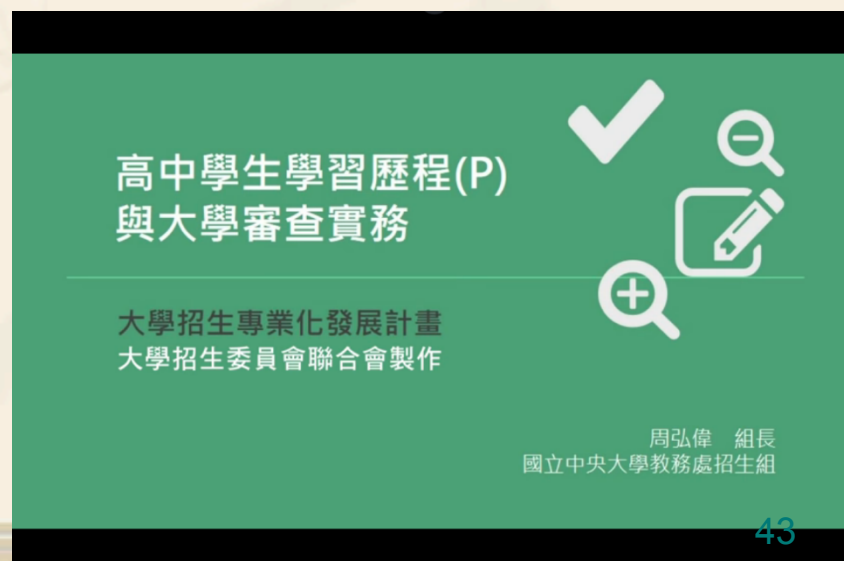 高中學生學習歷程(P)
與大學審查實務
大學招生專業化發展計畫
大學招生委員會聯合會製作
周弘偉　組長
國立中央大學教務處招生組
43